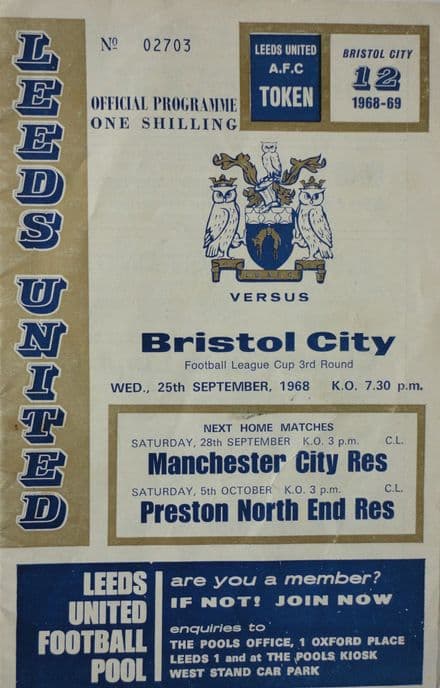 LEEDS UNITED
Nº 02703
LEEDS UNITED
A.F.C
TOKEN
BRISTOL CITY
12
1968-69
OFFICIAL PROGRAMME
ONE SHILLING
L.U.A.F.C
VERSUS
Bristol City
Football League Cup 3rd Round
WED., 25th SEPTEMBER, 1968 K.O. 7.30 p.m.
NEXT HOME MATCHES
SATURDAY, 28th SEPTEMBER K.O. 3 p.m. C.L.
Manchester City Res
SATURDAY, 5th OCTOBER K.O. 3 p.m. C.L.
Preston North End Res
LEEDS
UNITED
FOOTBALL
POOL
are you a member?
IF NOT! JOIN NOW
enquiries to
THE POOLS OFFICE, 1 OXFORD PLACE
LEEDS 1 and at THE POOLS KIOSK
WEST STAND CAR PARK